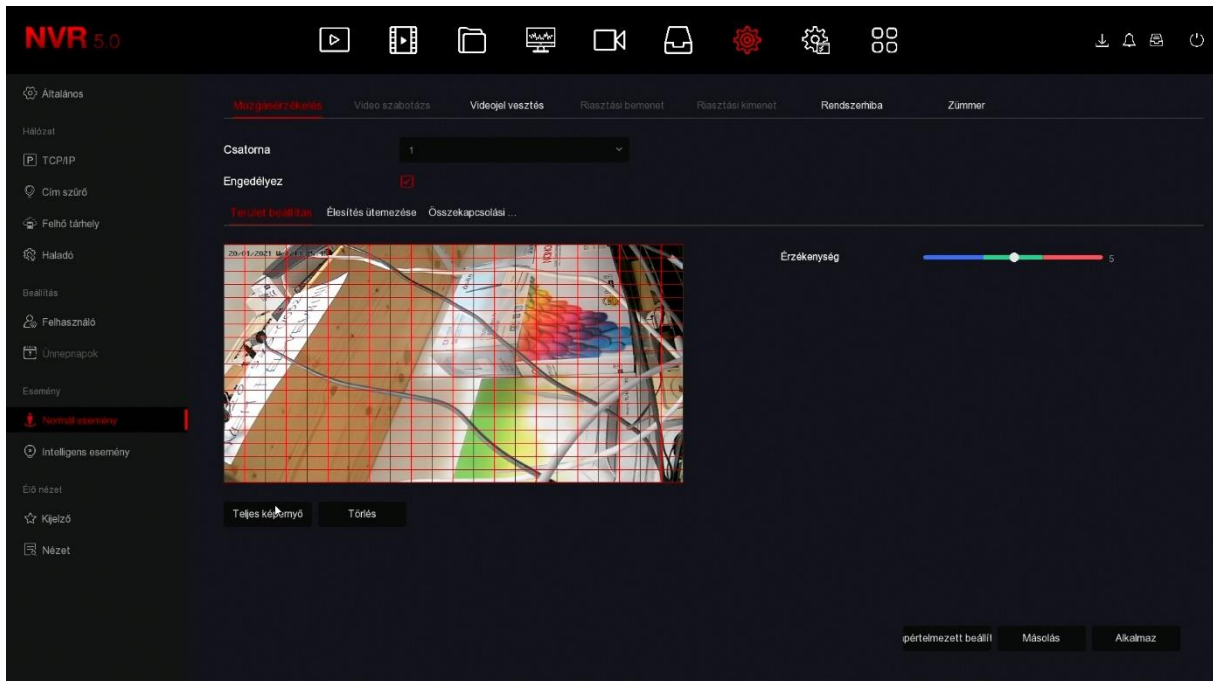 NVR 5.0
Általános
Hálózat
TCP/IP
Cím szűrő
Felhő tárhely
Haladó
Beállítás
Felhasználó
Ünnepnapok
Esemény
Normál esemény
Intelligens esemény
Élő nézet
Kijelző
Nézet
Mozgásérzékelés Video szabotázs Videojel vesztés Riasztási bemenet Riasztási kimenet Rendszerhiba Zümmer
Csatorna 1
Engedélyez
Terület beállítás Élesítés ütemezése Összekapcsolási ...
Érzékenység 5
Teljes képernyő Törlés
pértelmezett beállít Másolás Alkalmaz